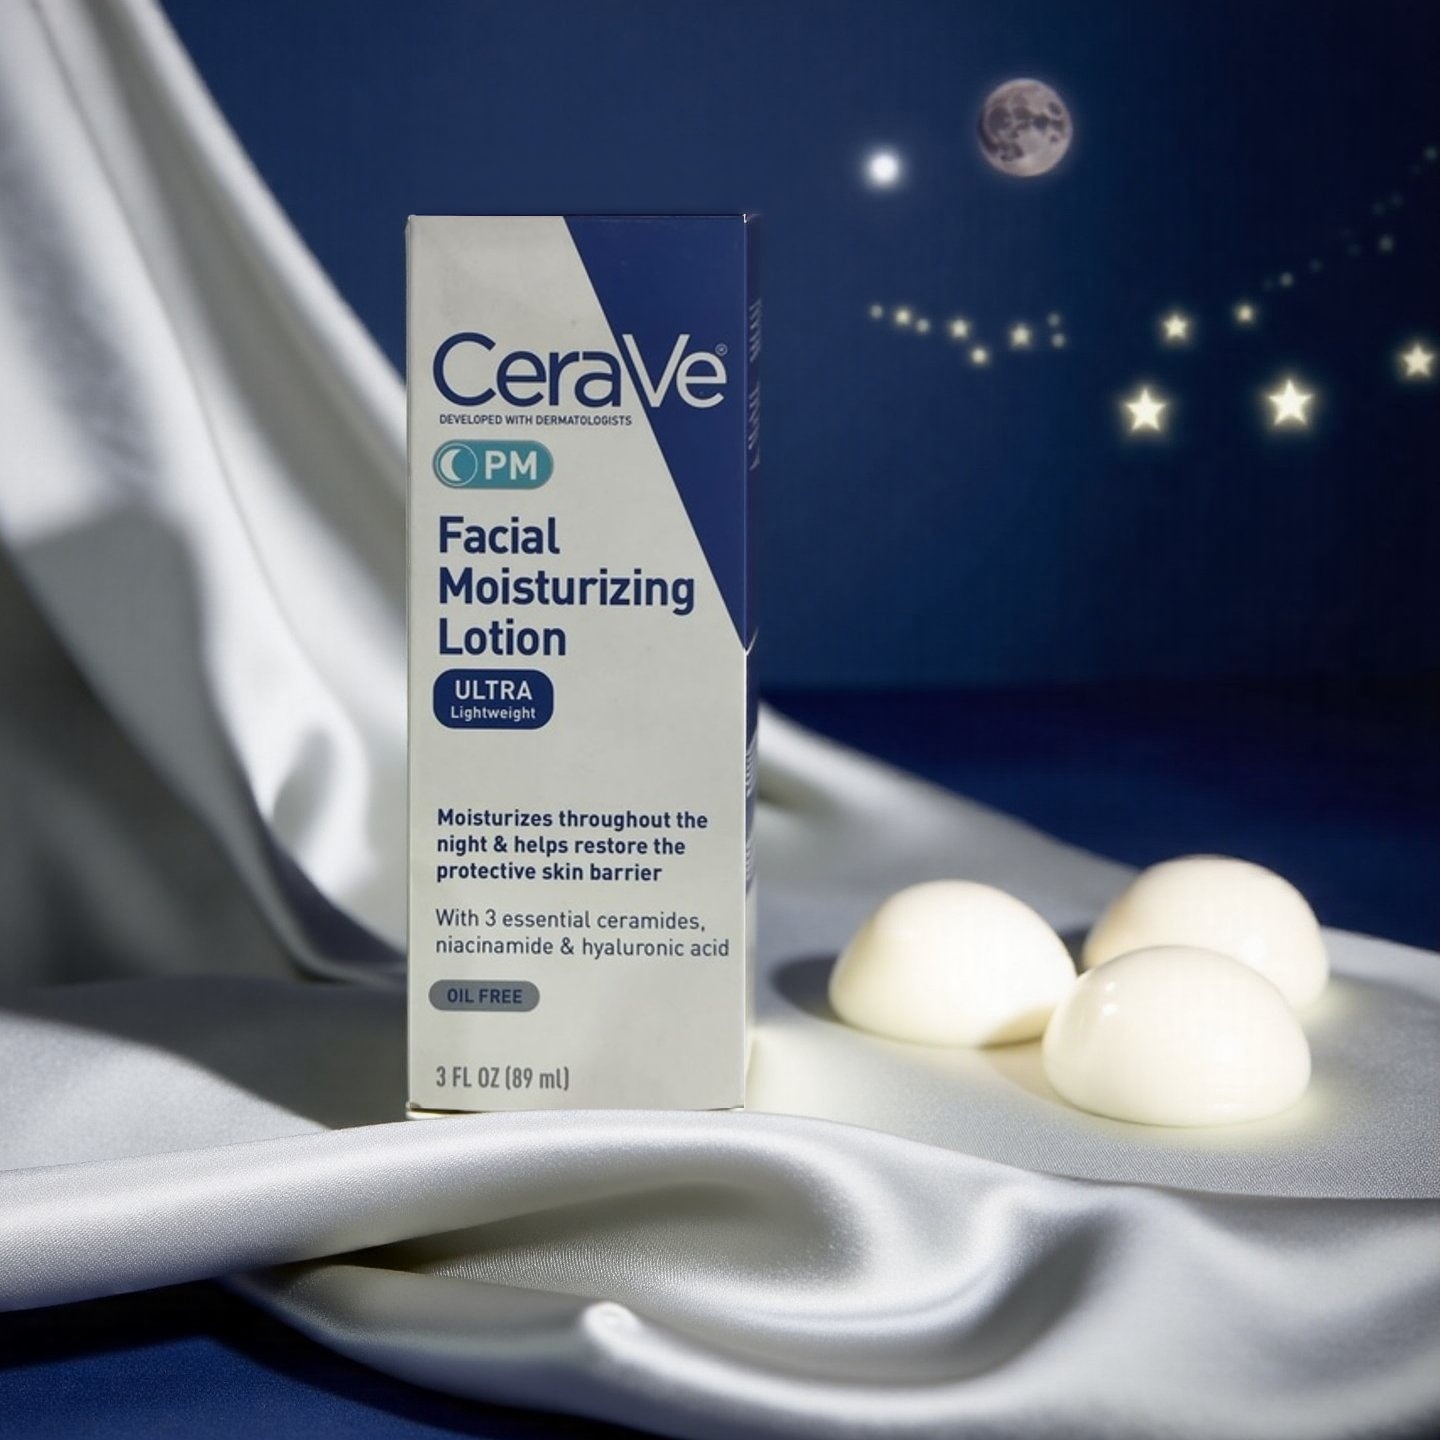 CeraVe®
DEVELOPED WITH DERMATOLOGISTS
PM
Facial
Moisturizing
Lotion
ULTRA
Lightweight
Moisturizes throughout the
night & helps restore the
protective skin barrier
With 3 essential ceramides,
niacinamide & hyaluronic acid
OIL FREE
3 FL OZ (89 ml)